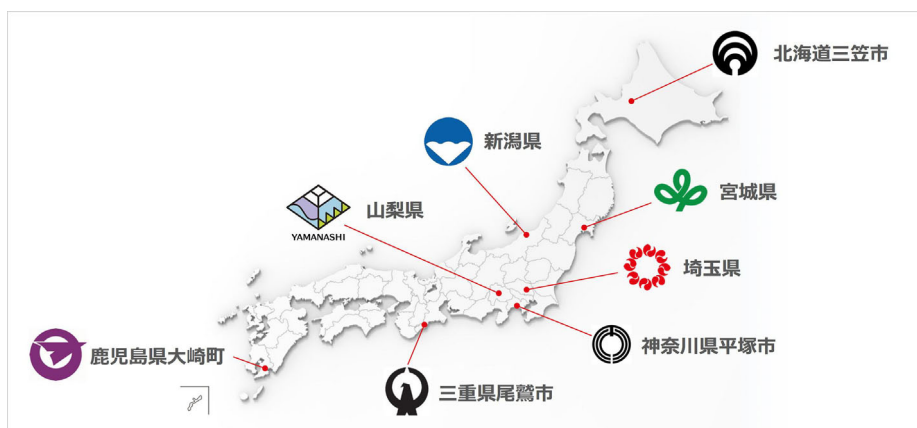 北海道三笠市
新潟県
宮城県
山梨県
YAMANASHI
埼玉県
神奈川県平塚市
鹿児島県大崎町
三重県尾鷲市